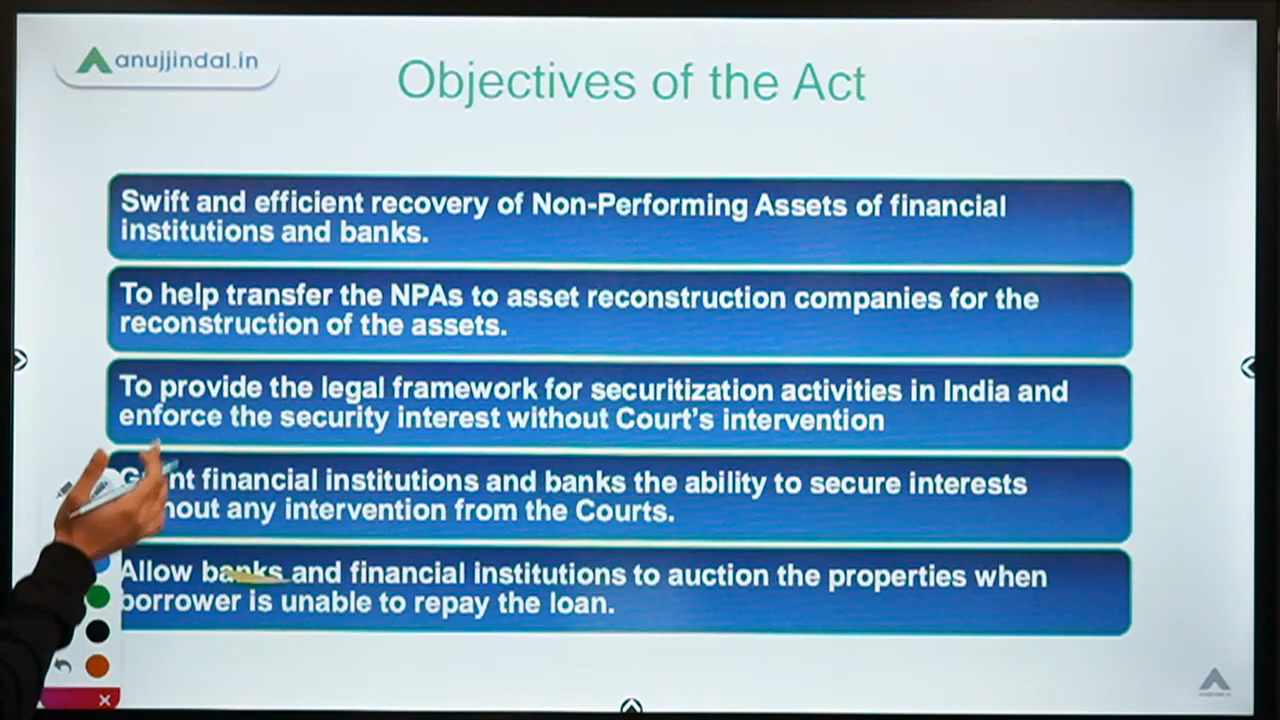 anujjindal.in
Objectives of the Act
Swift and efficient recovery of Non-Performing Assets of financial
institutions and banks.
To help transfer the NPAs to asset reconstruction companies for the
reconstruction of the assets.
To provide the legal framework for securitization activities in India and
enforce the security interest without Court's intervention
financial institutions and banks the ability to secure interests
any intervention from the Courts.
Allow banks and financial institutions to auction the properties when
borrower is unable to repay the loan.